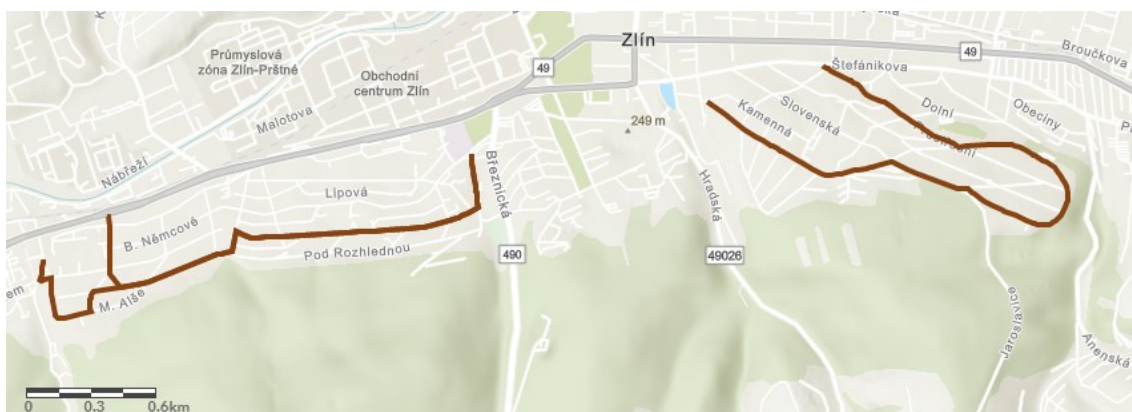 Zlín
49
Broučkova
Průmyslová
zóna Zlín-Prštné
Obchodní
centrum Zlín
49
Štefánikova
Malotova
Kamenná
Slovenská
Dolní
Obeciny
249 m
Prostřední
Nábřeží
Březnická
Lipová
Hradská
B. Němcové
Pod Rozhlednou
490
49026
M. Alše
Jaroslavice
Anenská
0
0.3
0.6km